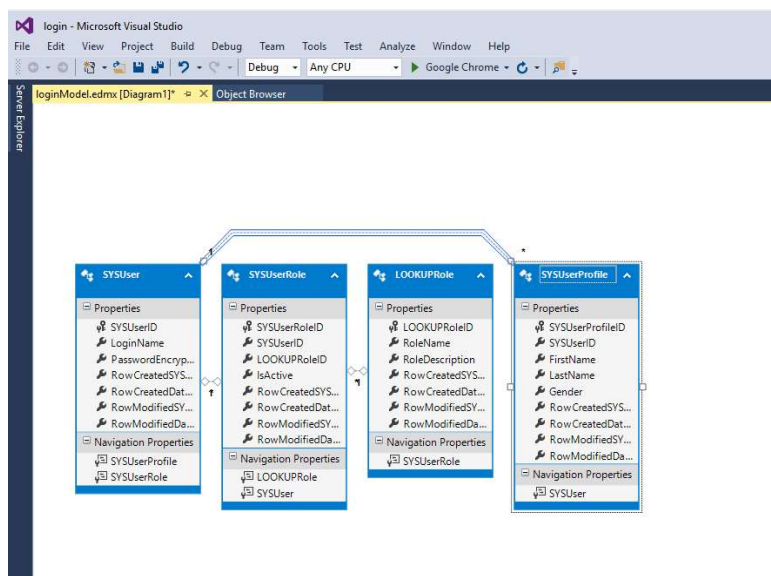 login - Microsoft Visual Studio
File Edit View Project Build Debug Team Tools Test Analyze Window Help
Debug Any CPU Google Chrome
Server Explorer
loginModel.edmx [Diagram1]* Object Browser
1 *
SYSUser
Properties
SYSUserID
LoginName
PasswordEncryp...
RowCreatedSYS...
RowCreatedDat...
RowModifiedSY...
RowModifiedDa...
Navigation Properties
SYSUserProfile
SYSUserRole
SYSUserRole
Properties
SYSUserRoleID
SYSUserID
LOOKUPRoleID
IsActive
RowCreatedSYS...
RowCreatedDat...
RowModifiedSY...
RowModifiedDa...
Navigation Properties
LOOKUPRole
SYSUser
LOOKUPRole
Properties
LOOKUPRoleID
RoleName
RoleDescription
RowCreatedSYS...
RowCreatedDat...
RowModifiedSY...
RowModifiedDa...
Navigation Properties
SYSUserRole
SYSUserProfile
Properties
SYSUserProfileID
SYSUserID
FirstName
LastName
Gender
RowCreatedSYS...
RowCreatedDat...
RowModifiedSY...
RowModifiedDa...
Navigation Properties
SYSUser